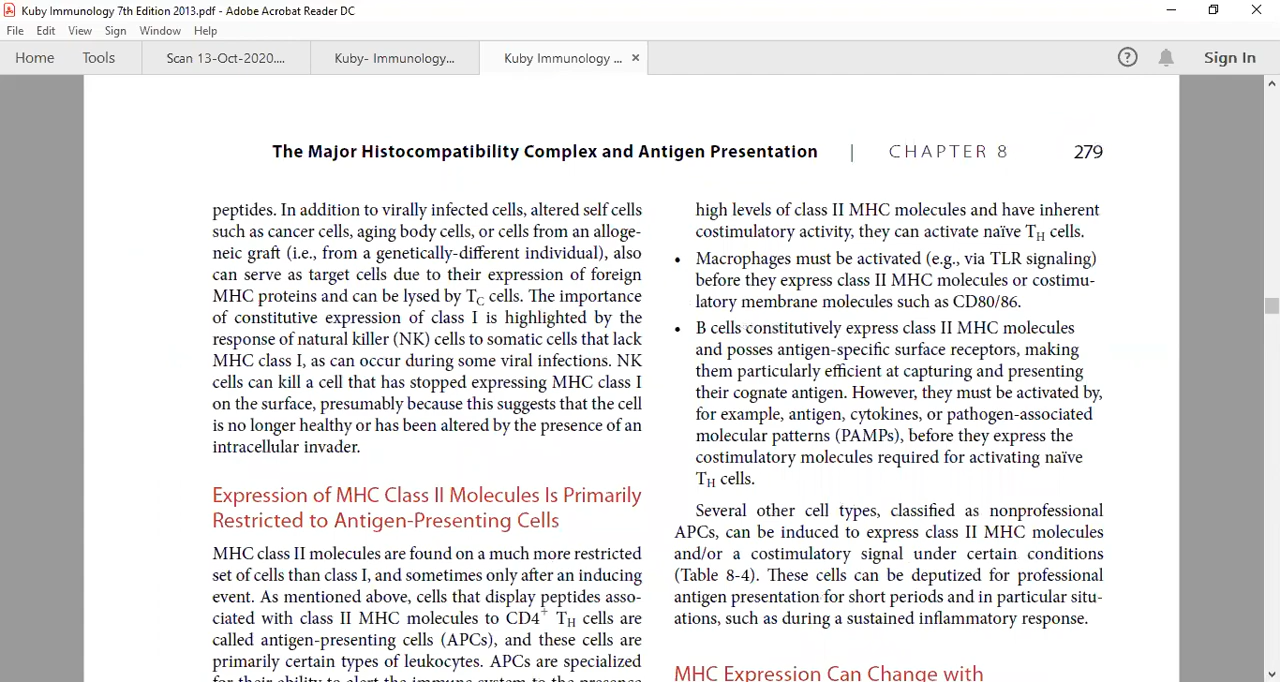 Kuby Immunology 7th Edition 2013.pdf - Adobe Acrobat Reader DC
File Edit View Sign Window Help
Home Tools Scan 13-Oct-2020.... Kuby- Immunology... Kuby Immunology ... × Sign In
The Major Histocompatibility Complex and Antigen Presentation | CHAPTER 8 279
peptides. In addition to virally infected cells, altered self cells
such as cancer cells, aging body cells, or cells from an alloge-
neic graft (i.e., from a genetically-different individual), also
can serve as target cells due to their expression of foreign
MHC proteins and can be lysed by TC cells. The importance
of constitutive expression of class I is highlighted by the
response of natural killer (NK) cells to somatic cells that lack
MHC class I, as can occur during some viral infections. NK
cells can kill a cell that has stopped expressing MHC class I
on the surface, presumably because this suggests that the cell
is no longer healthy or has been altered by the presence of an
intracellular invader.
Expression of MHC Class II Molecules Is Primarily
Restricted to Antigen-Presenting Cells
MHC class II molecules are found on a much more restricted
set of cells than class I, and sometimes only after an inducing
event. As mentioned above, cells that display peptides asso-
ciated with class II MHC molecules to CD4+ TH cells are
called antigen-presenting cells (APCs), and these cells are
primarily certain types of leukocytes. APCs are specialized
for their ability to alert the immune system to the presence
high levels of class II MHC molecules and have inherent
costimulatory activity, they can activate naïve TH cells.
• Macrophages must be activated (e.g., via TLR signaling)
before they express class II MHC molecules or costimu-
latory membrane molecules such as CD80/86.
• B cells constitutively express class II MHC molecules
and posses antigen-specific surface receptors, making
them particularly efficient at capturing and presenting
their cognate antigen. However, they must be activated by,
for example, antigen, cytokines, or pathogen-associated
molecular patterns (PAMPs), before they express the
costimulatory molecules required for activating naïve
TH cells.
Several other cell types, classified as nonprofessional
APCs, can be induced to express class II MHC molecules
and/or a costimulatory signal under certain conditions
(Table 8-4). These cells can be deputized for professional
antigen presentation for short periods and in particular situ-
ations, such as during a sustained inflammatory response.
MHC Expression Can Change with